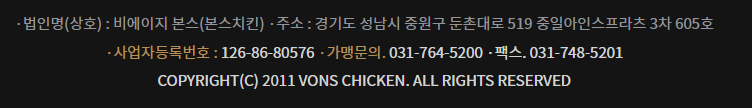 ·법인명(상호) : 비에이지 본스(본스치킨) ·주소 : 경기도 성남시 중원구 둔촌대로 519 중일아인스프라츠 3차 605호
·사업자등록번호 : 126-86-80576 ·가맹문의. 031-764-5200 ·팩스. 031-748-5201
COPYRIGHT(C) 2011 VONS CHICKEN. ALL RIGHTS RESERVED